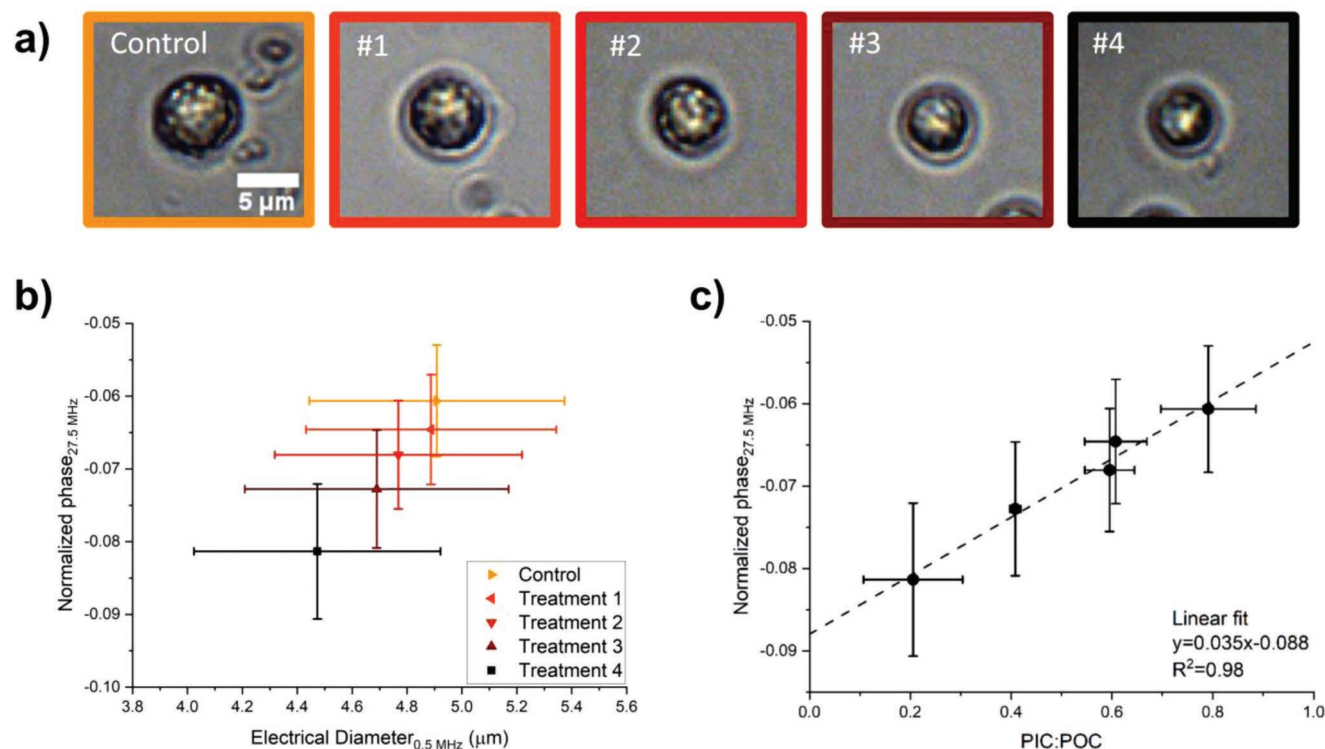 a)
Control
#1
#2
#3
#4
5 µm
b)
-0.05
-0.06
-0.07
-0.08
-0.09
-0.10
Normalized phase27.5 MHz
3.8 4.0 4.2 4.4 4.6 4.8 5.0 5.2 5.4 5.6
Electrical Diameter0.5 MHz (µm)
Control
Treatment 1
Treatment 2
Treatment 3
Treatment 4
c)
-0.05
-0.06
-0.07
-0.08
-0.09
Normalized phase27.5 MHz
0.0 0.2 0.4 0.6 0.8 1.0
PIC:POC
Linear fit
y=0.035x-0.088
R²=0.98